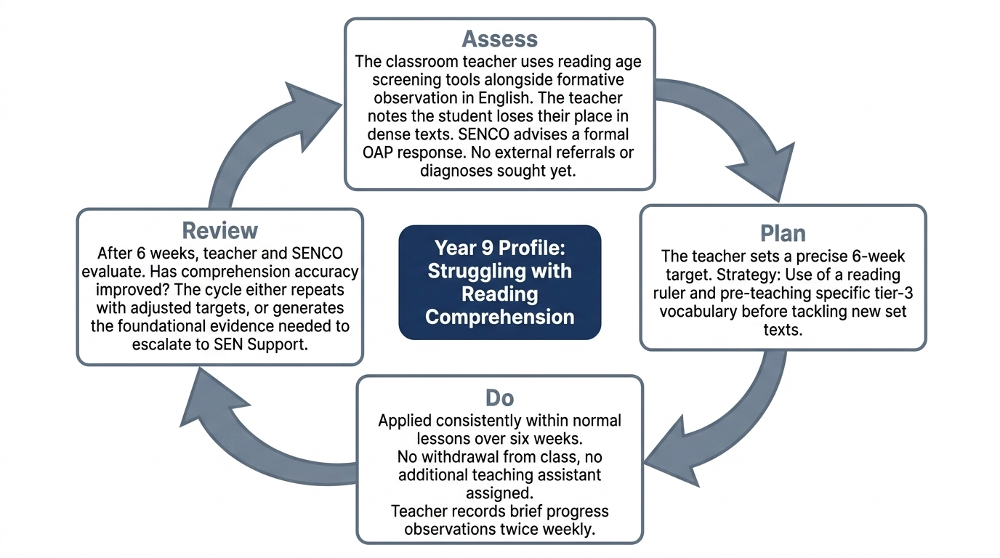 Assess
The classroom teacher uses reading age
screening tools alongside formative
observation in English. The teacher
notes the student loses their place in
dense texts. SENCO advises a formal
OAP response. No external referrals or
diagnoses sought yet.
Plan
The teacher sets a precise 6-week
target. Strategy: Use of a reading
ruler and pre-teaching specific tier-3
vocabulary before tackling new set
texts.
Do
Applied consistently within normal
lessons over six weeks.
No withdrawal from class, no
additional teaching assistant
assigned.
Teacher records brief progress
observations twice weekly.
Review
After 6 weeks, teacher and SENCO
evaluate. Has comprehension accuracy
improved? The cycle either repeats
with adjusted targets, or generates
the foundational evidence needed to
escalate to SEN Support.
Year 9 Profile:
Struggling with
Reading
Comprehension